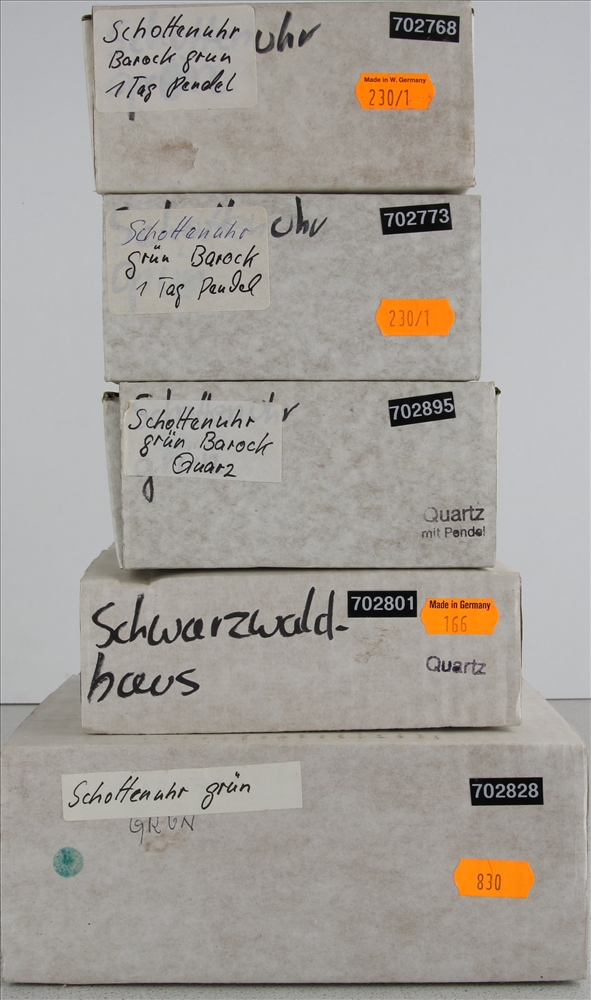 Schottenuhr
Barock grün
1 Tag Pendel
uhr
702768
Made in W. Germany
230/1
Schottenuhr
grün Barock
1 Tag Pendel
uhr
702773
230/1
Schottenuhr
grün Barock
Quarz
702895
Quartz
mit Pendel
Schwarzwald-
haus
702801
Made in Germany
166
Quartz
Schottenuhr grün
GRÜN
702828
830